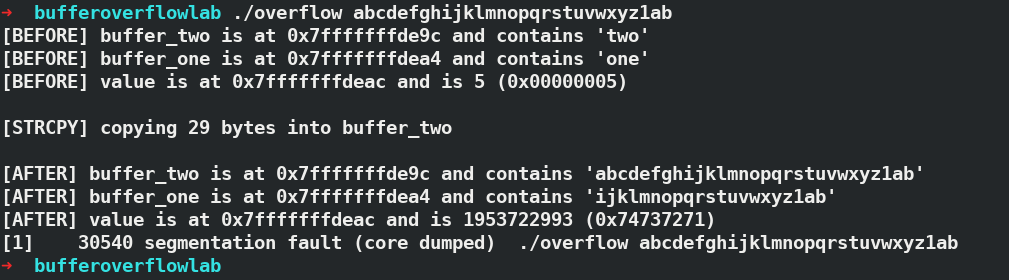 ➜  bufferoverflowlab ./overflow abcdefghijklmnopqrstuvwxyz1ab
[BEFORE] buffer_two is at 0x7fffffffde9c and contains 'two'
[BEFORE] buffer_one is at 0x7fffffffdea4 and contains 'one'
[BEFORE] value is at 0x7fffffffdeac and is 5 (0x00000005)
[STRCPY] copying 29 bytes into buffer_two
[AFTER] buffer_two is at 0x7fffffffde9c and contains 'abcdefghijklmnopqrstuvwxyz1ab'
[AFTER] buffer_one is at 0x7fffffffdea4 and contains 'ijklmnopqrstuvwxyz1ab'
[AFTER] value is at 0x7fffffffdeac and is 1953722993 (0x74737271)
[1]    30540 segmentation fault (core dumped)  ./overflow abcdefghijklmnopqrstuvwxyz1ab
➜  bufferoverflowlab